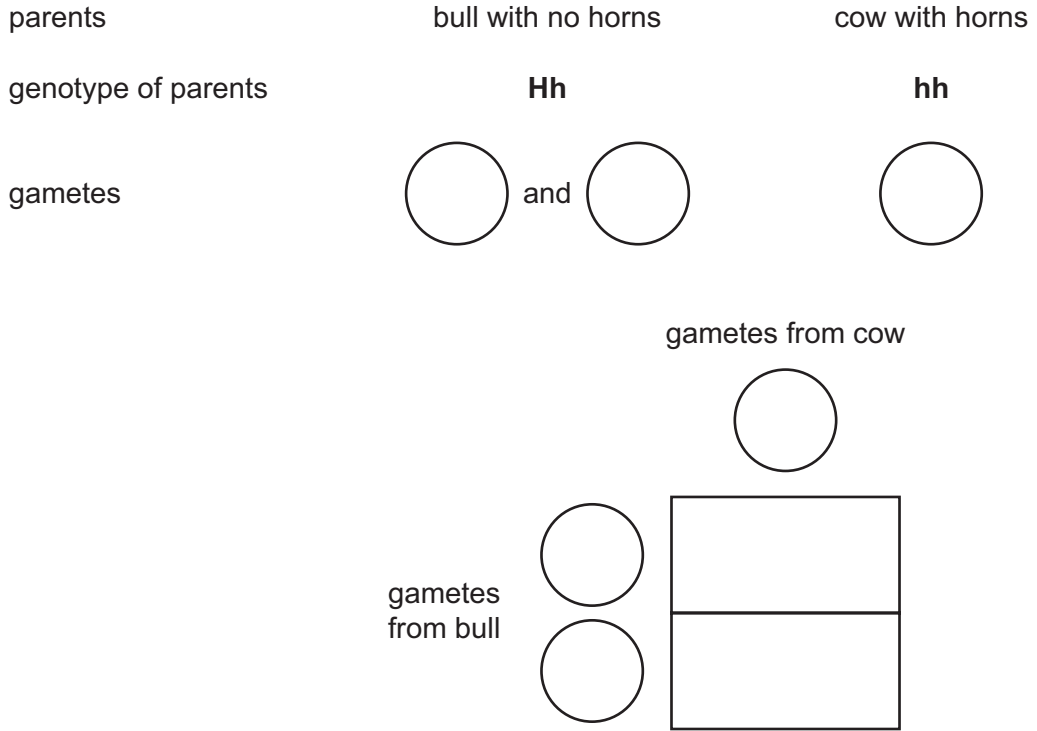 parents bull with no horns cow with horns
genotype of parents Hh hh
gametes and
gametes from cow
gametes
from bull